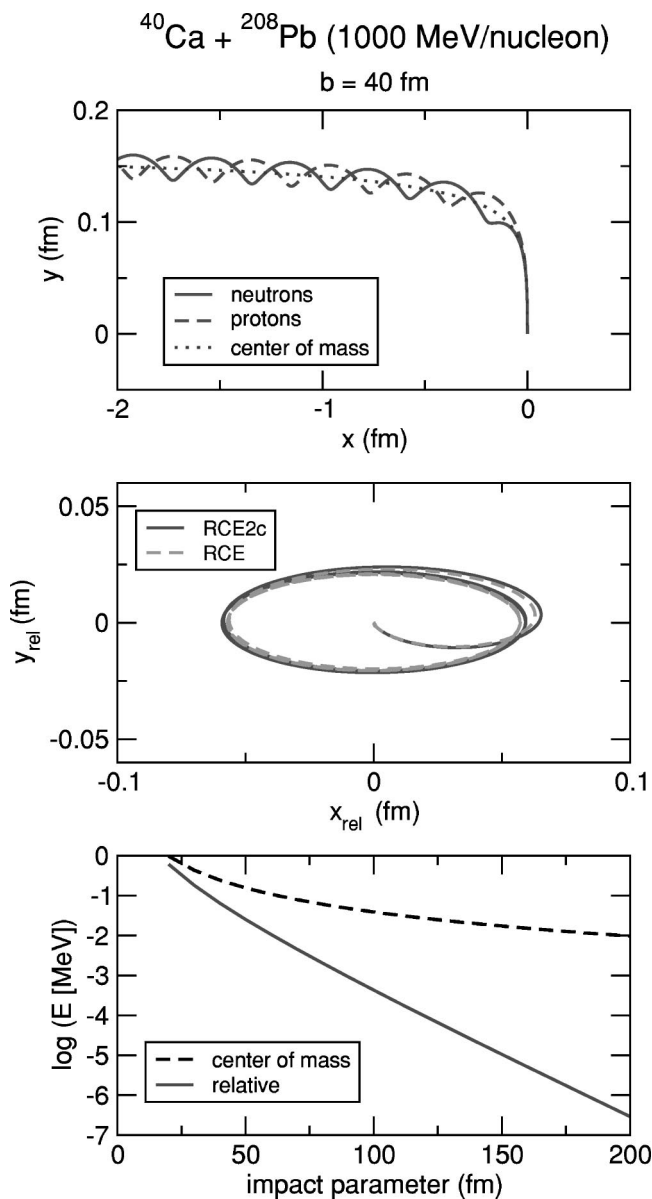 ⁴⁰Ca + ²⁰⁸Pb (1000 MeV/nucleon)
b = 40 fm
0.2
0.1
0
y (fm)
neutrons
protons
center of mass
-2
-1
0
x (fm)
0.05
0
-0.05
y_rel (fm)
RCE2c
RCE
-0.1
0
0.1
x_rel (fm)
0
-1
-2
-3
-4
-5
-6
-7
log (E [MeV])
center of mass
relative
0
50
100
150
200
impact parameter (fm)